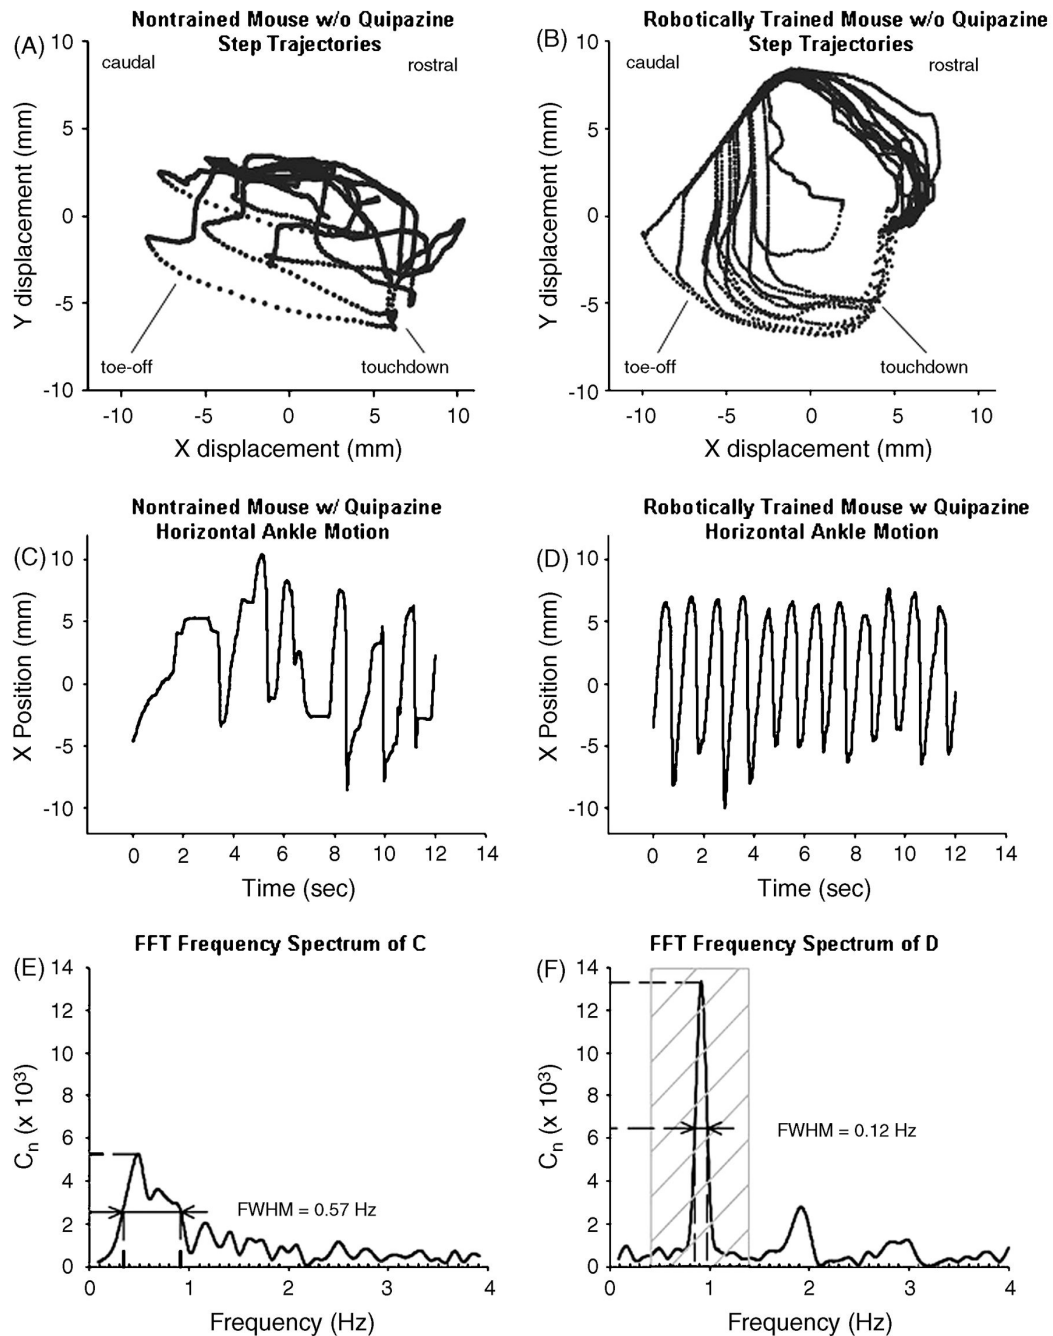 Nontrained Mouse w/o Quipazine
Step Trajectories
(A)
10
5
0
-5
-10
Y displacement (mm)
caudal
rostral
toe-off
touchdown
-10 -5 0 5 10
X displacement (mm)
Robotically Trained Mouse w/o Quipazine
Step Trajectories
(B)
10
5
0
-5
-10
Y displacement (mm)
caudal
rostral
toe-off
touchdown
-10 -5 0 5 10
X displacement (mm)
Nontrained Mouse w/ Quipazine
Horizontal Ankle Motion
(C)
10
5
0
-5
-10
X Position (mm)
0 2 4 6 8 10 12 14
Time (sec)
Robotically Trained Mouse w Quipazine
Horizontal Ankle Motion
(D)
10
5
0
-5
-10
X Position (mm)
0 2 4 6 8 10 12 14
Time (sec)
FFT Frequency Spectrum of C
(E)
14
12
10
8
6
4
2
0
Cₙ (x 10³)
FWHM = 0.57 Hz
0 1 2 3 4
Frequency (Hz)
FFT Frequency Spectrum of D
(F)
14
12
10
8
6
4
2
0
Cₙ (x 10³)
FWHM = 0.12 Hz
0 1 2 3 4
Frequency (Hz)